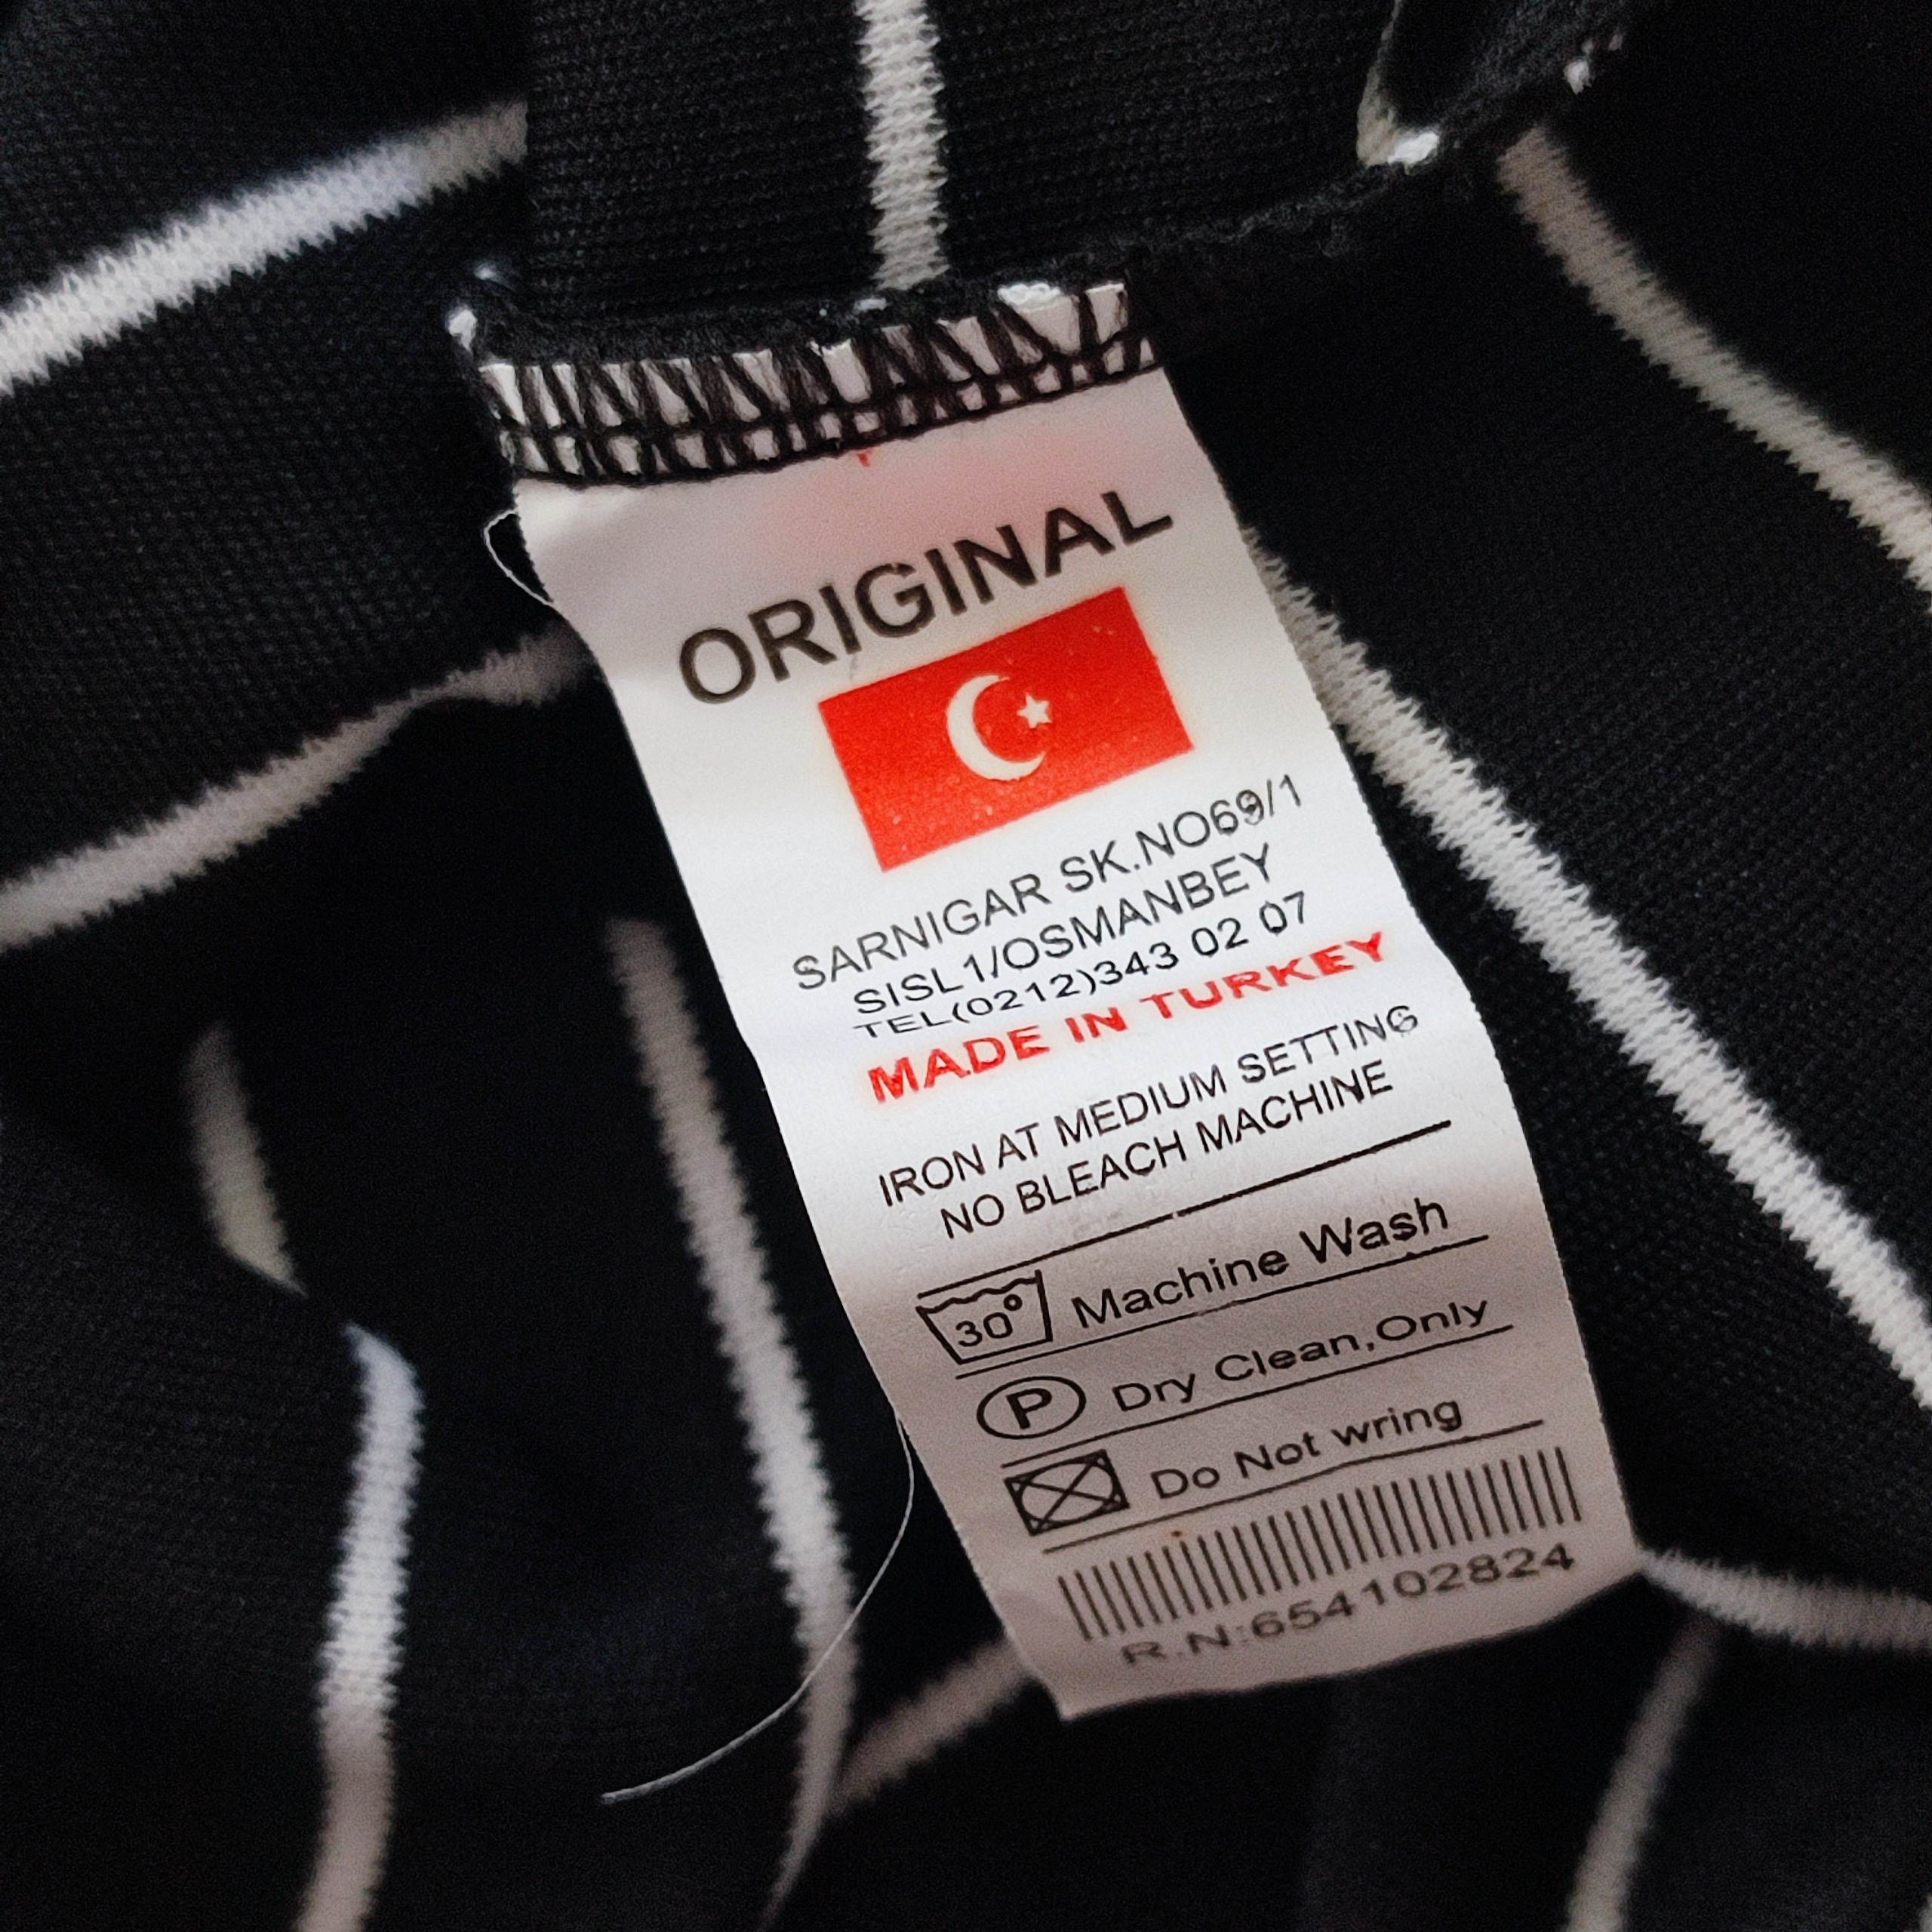 ORIGINAL
SARNIGAR SK.NO69/1
SISL1/OSMANBEY
TEL(0212)343 02 07
MADE IN TURKEY
IRON AT MEDIUM SETTING
NO BLEACH MACHINE
30° Machine Wash
P Dry Clean,Only
Do Not wring
R.N:654102824